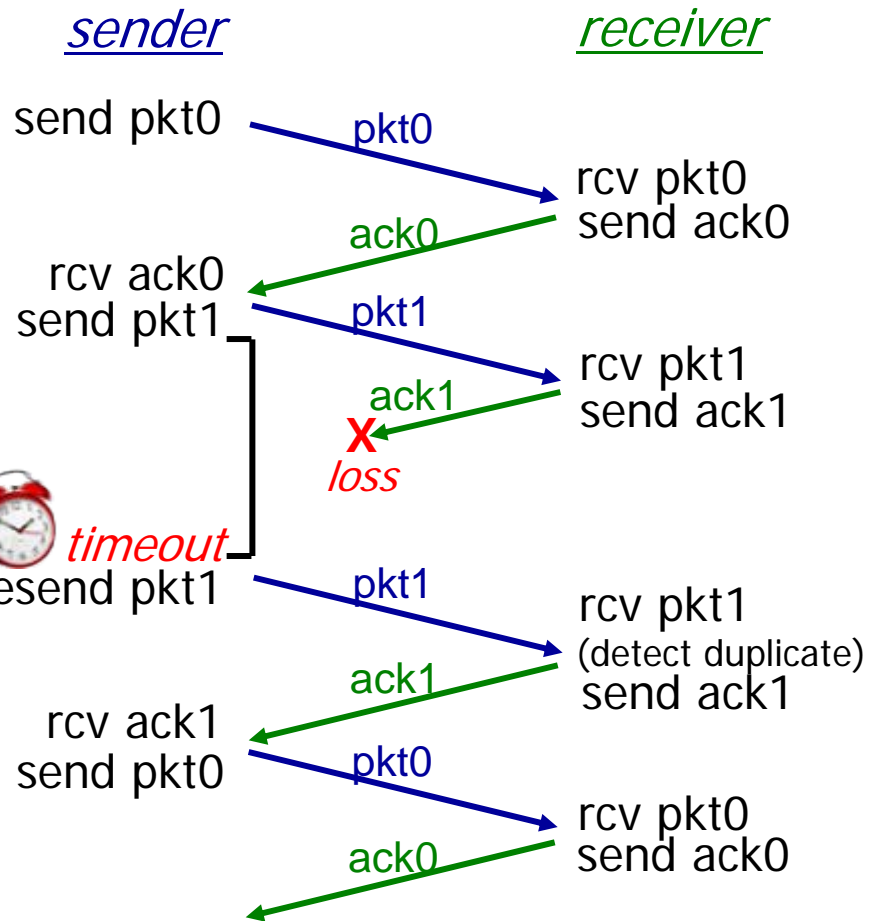 sender
receiver
send pkt0
pkt0
rcv pkt0
send ack0
ack0
rcv ack0
send pkt1
pkt1
rcv pkt1
send ack1
ack1
X
loss
timeout
esend pkt1
pkt1
rcv pkt1
(detect duplicate)
send ack1
ack1
rcv ack1
send pkt0
pkt0
rcv pkt0
send ack0
ack0